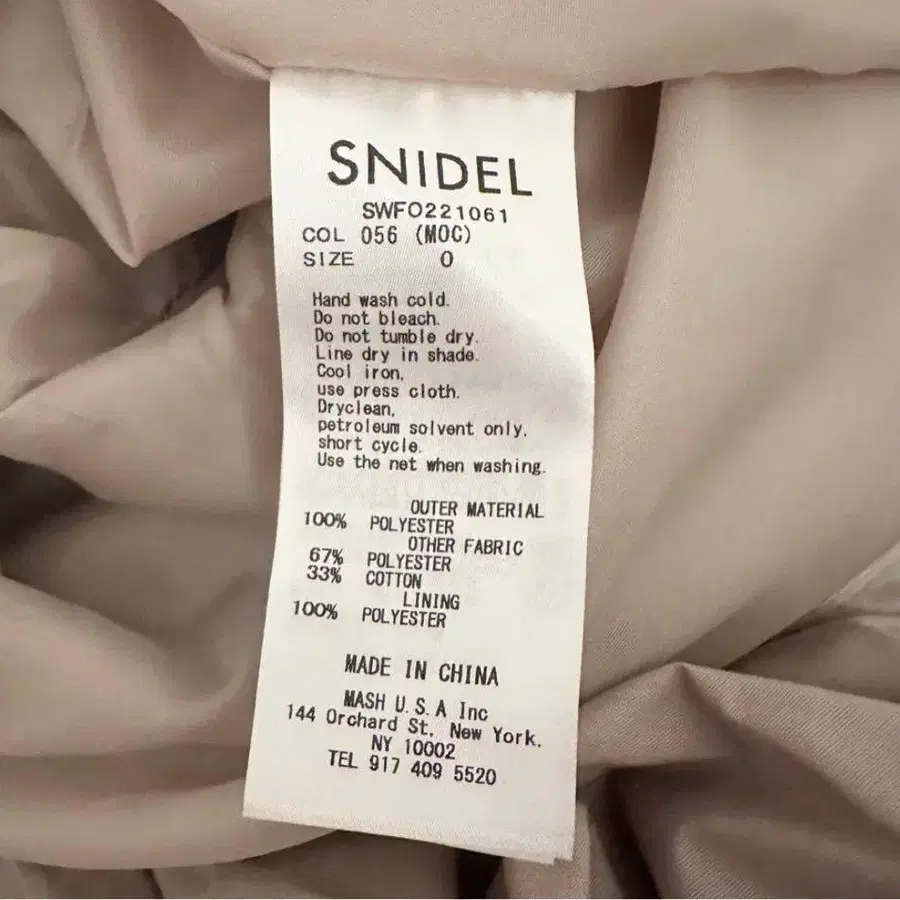 SNIDEL
SWFO221061
COL 056 (MOC)
SIZE 0
Hand wash cold.
Do not bleach.
Do not tumble dry.
Line dry in shade.
Cool iron,
use press cloth.
Dryclean,
petroleum solvent only.
short cycle.
Use the net when washing.
OUTER MATERIAL
100% POLYESTER
OTHER FABRIC
67% POLYESTER
33% COTTON
LINING
100% POLYESTER
MADE IN CHINA
MASH U.S.A Inc
144 Orchard St, New York.
NY 10002
TEL 917 409 5520